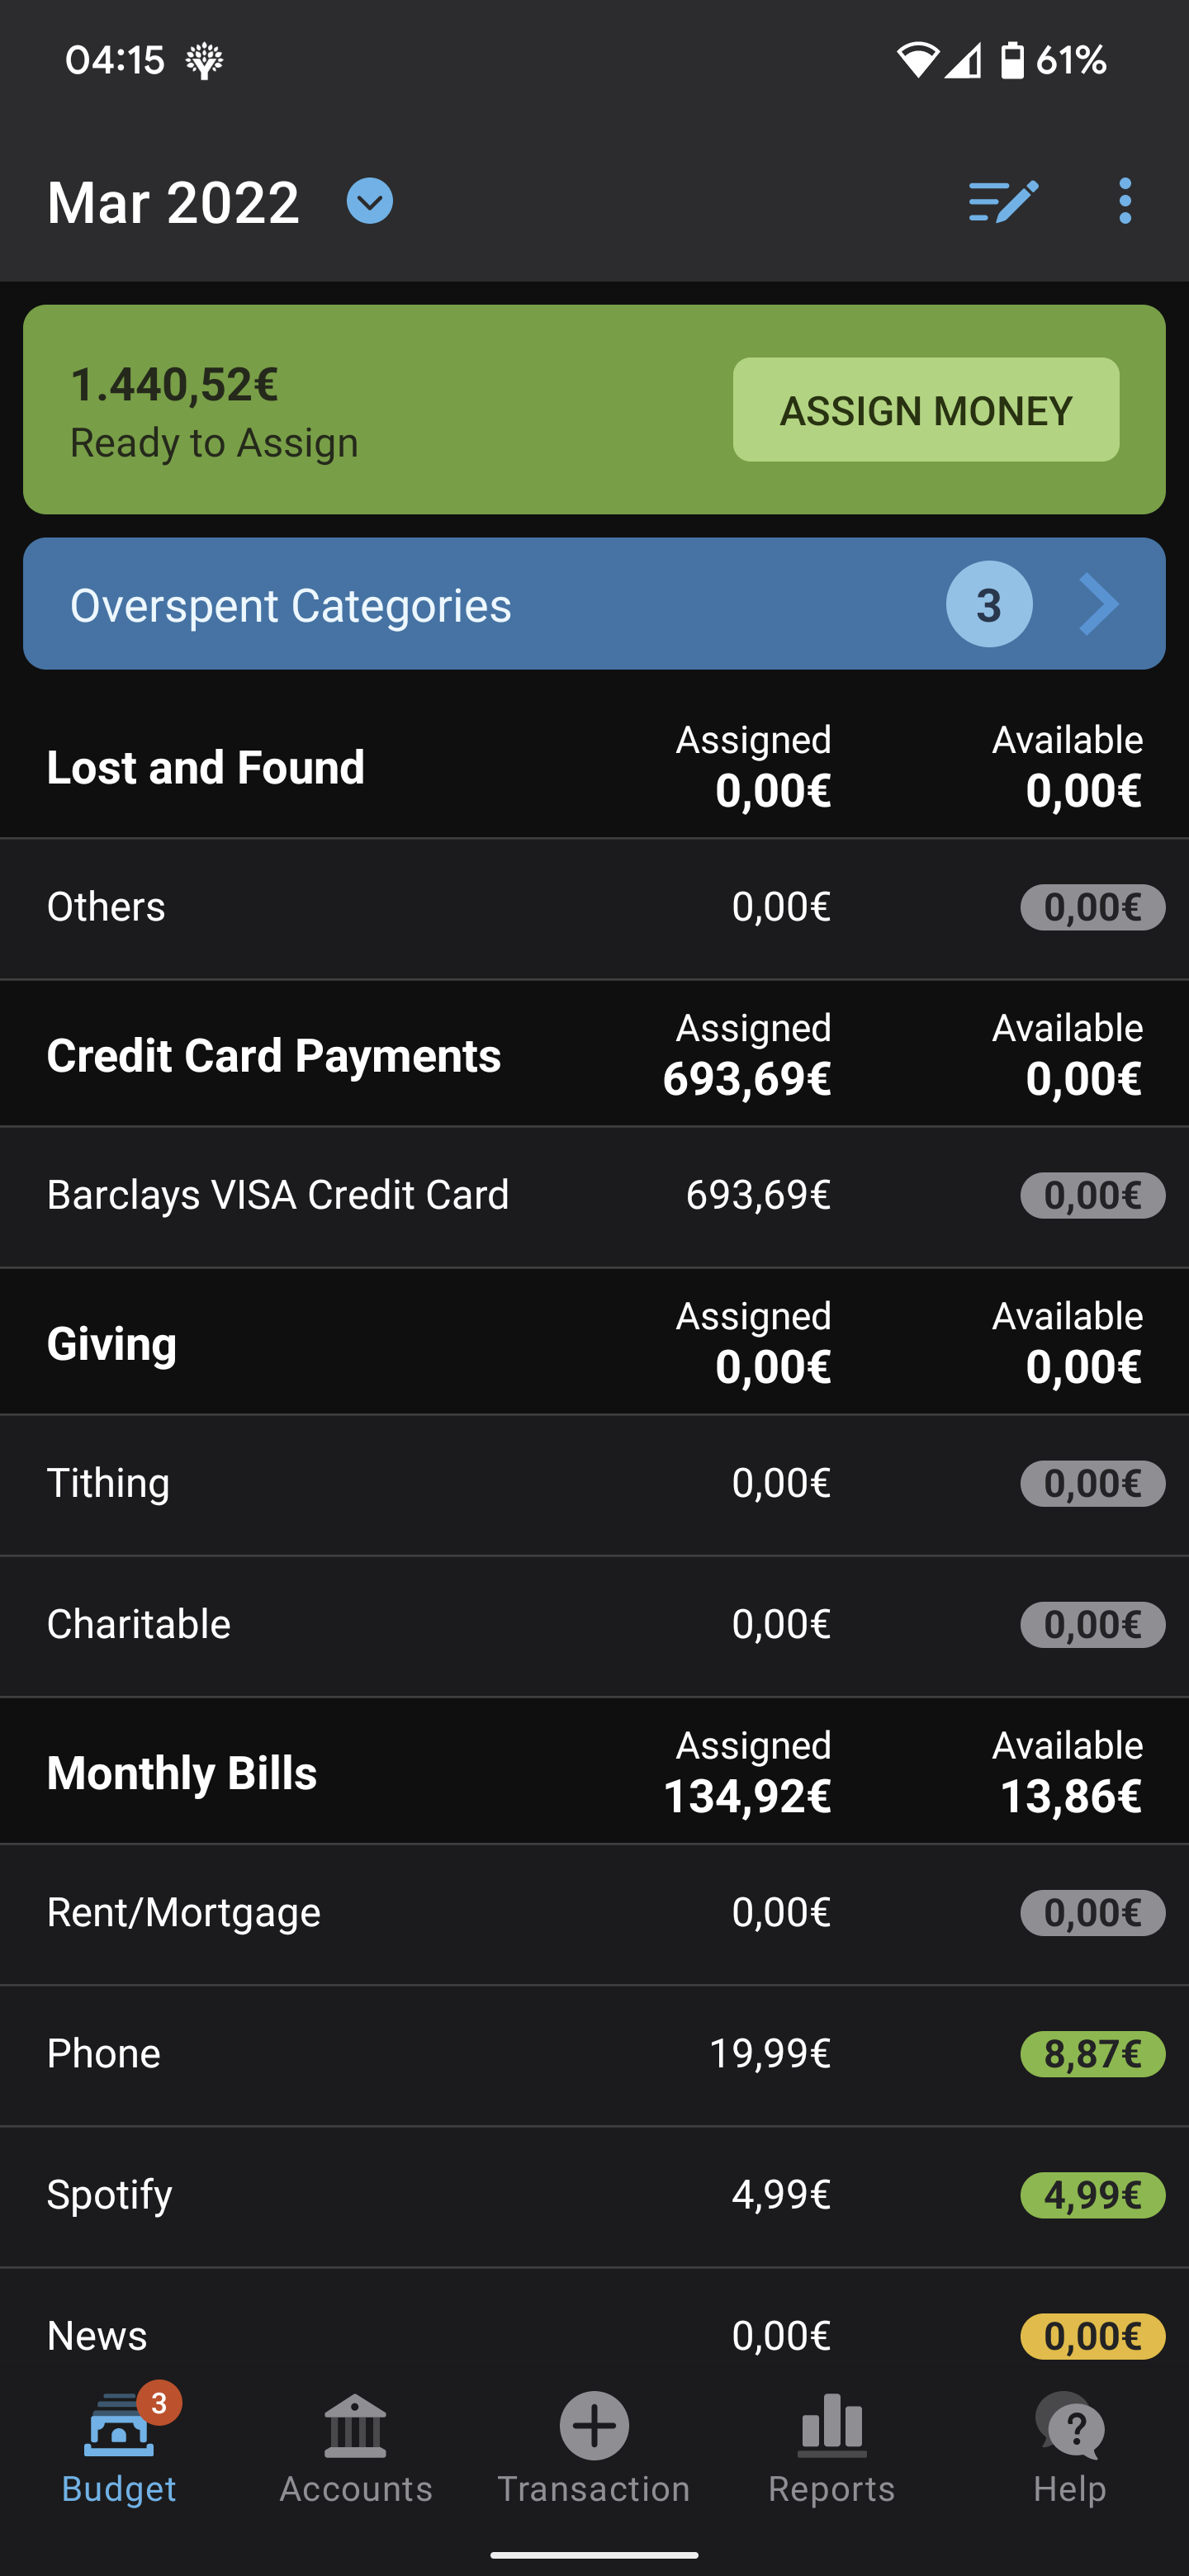 04:15 61%
Mar 2022
1.440,52€
Ready to Assign
ASSIGN MONEY
Overspent Categories 3
Lost and Found Assigned 0,00€ Available 0,00€
Others 0,00€ 0,00€
Credit Card Payments Assigned 693,69€ Available 0,00€
Barclays VISA Credit Card 693,69€ 0,00€
Giving Assigned 0,00€ Available 0,00€
Tithing 0,00€ 0,00€
Charitable 0,00€ 0,00€
Monthly Bills Assigned 134,92€ Available 13,86€
Rent/Mortgage 0,00€ 0,00€
Phone 19,99€ 8,87€
Spotify 4,99€ 4,99€
News 0,00€ 0,00€
3 ?
Budget Accounts Transaction Reports Help